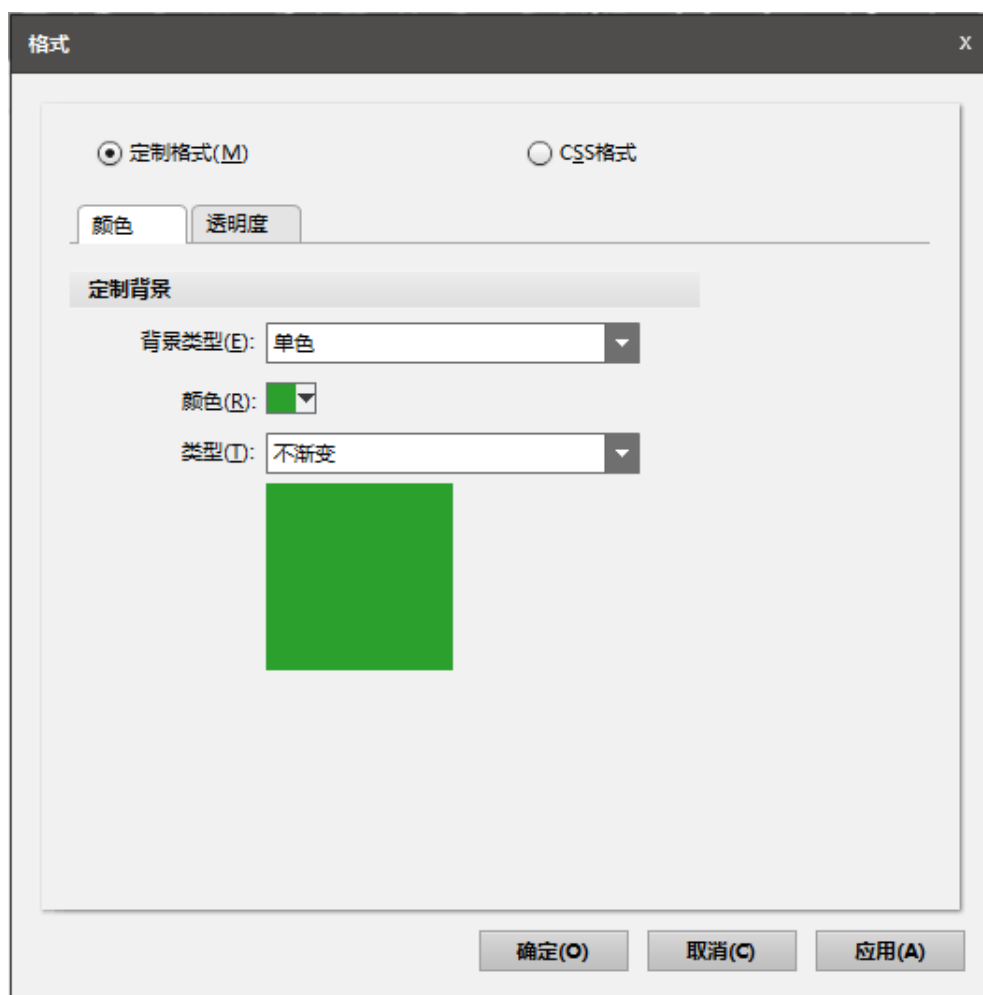 格式
X
定制格式(M)
CSS格式
颜色
透明度
定制背景
背景类型(E): 单色
颜色(R):
类型(T): 不渐变
确定(O) 取消(C) 应用(A)